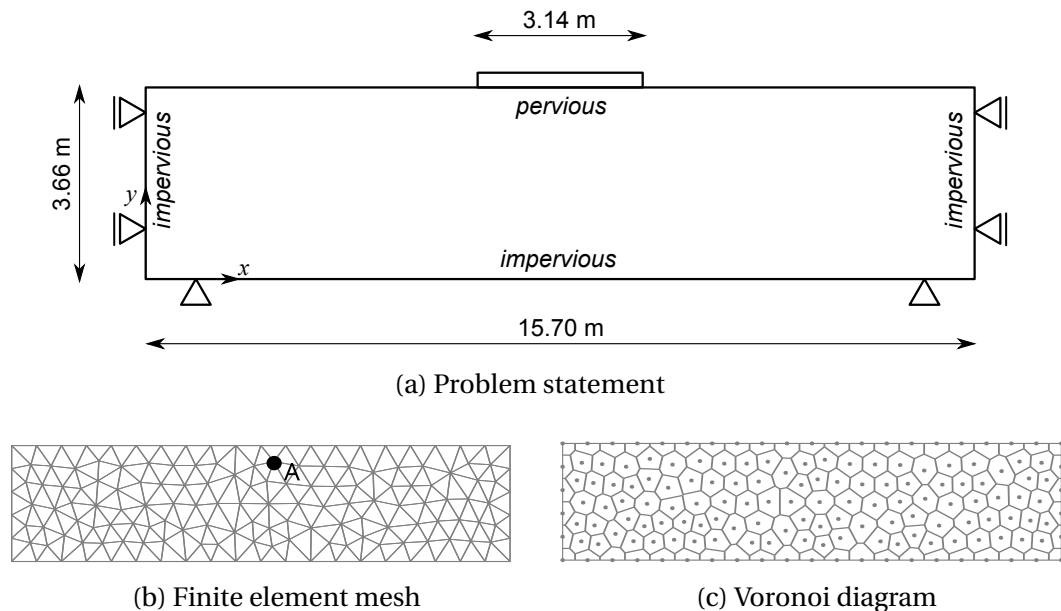 3.14 m
pervious
impervious
3.66 m
impervious
y
x
impervious
15.70 m
(a) Problem statement
A
(b) Finite element mesh
(c) Voronoi diagram